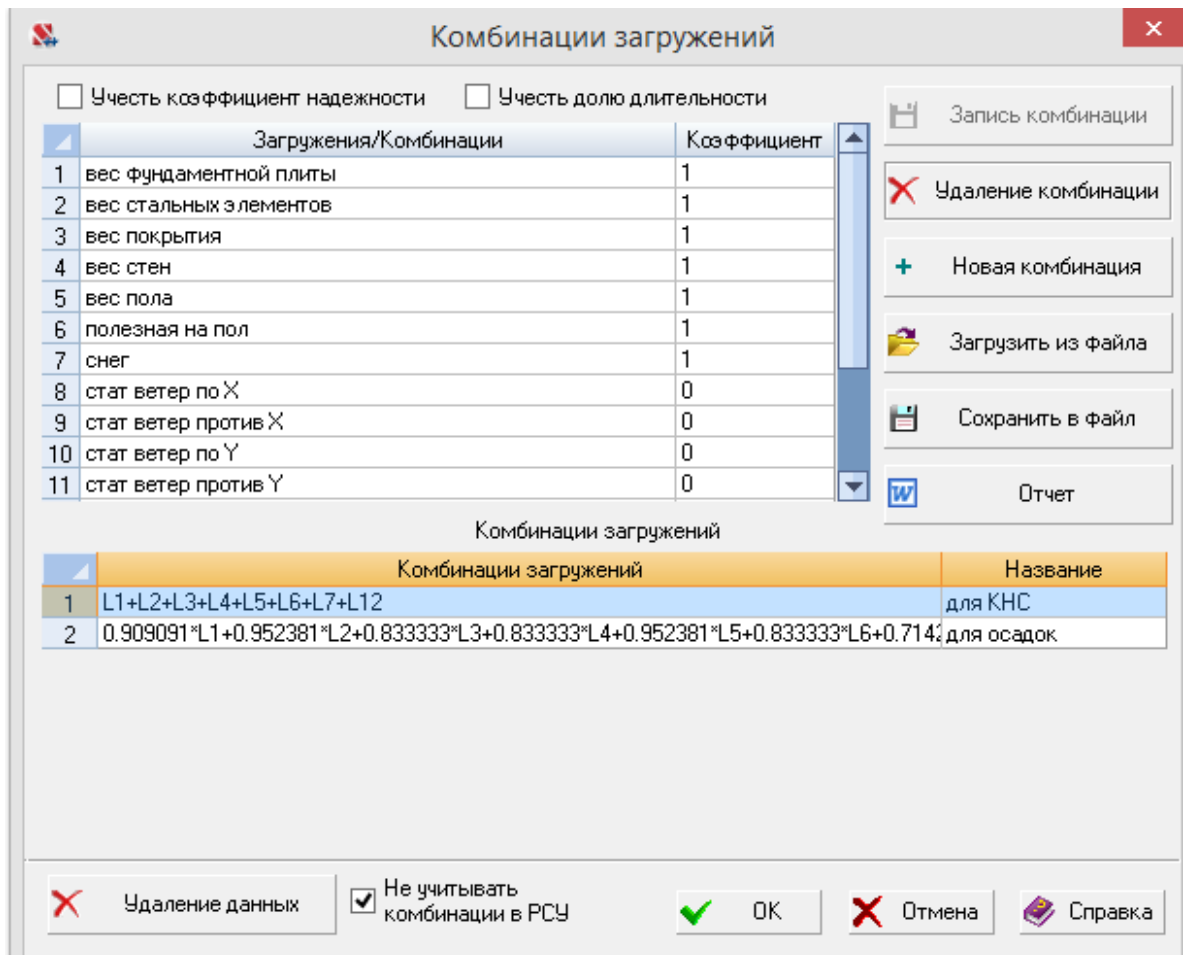 Комбинации загружений
Учесть коэффициент надежности
Учесть долю длительности
Загружения/Комбинации Коэффициент
1 вес фундаментной плиты 1
2 вес стальных элементов 1
3 вес покрытия 1
4 вес стен 1
5 вес пола 1
6 полезная на пол 1
7 снег 1
8 стат ветер по X 0
9 стат ветер против X 0
10 стат ветер по Y 0
11 стат ветер против Y 0
Запись комбинации
Удаление комбинации
Новая комбинация
Загрузить из файла
Сохранить в файл
W Отчет
Комбинации загружений
Комбинации загружений Название
1 L1+L2+L3+L4+L5+L6+L7+L12 для КНС
2 0.909091*L1+0.952381*L2+0.833333*L3+0.833333*L4+0.952381*L5+0.833333*L6+0.714 для осадок
Удаление данных
Не учитывать
комбинации в РСУ
OK
Отмена
Справка